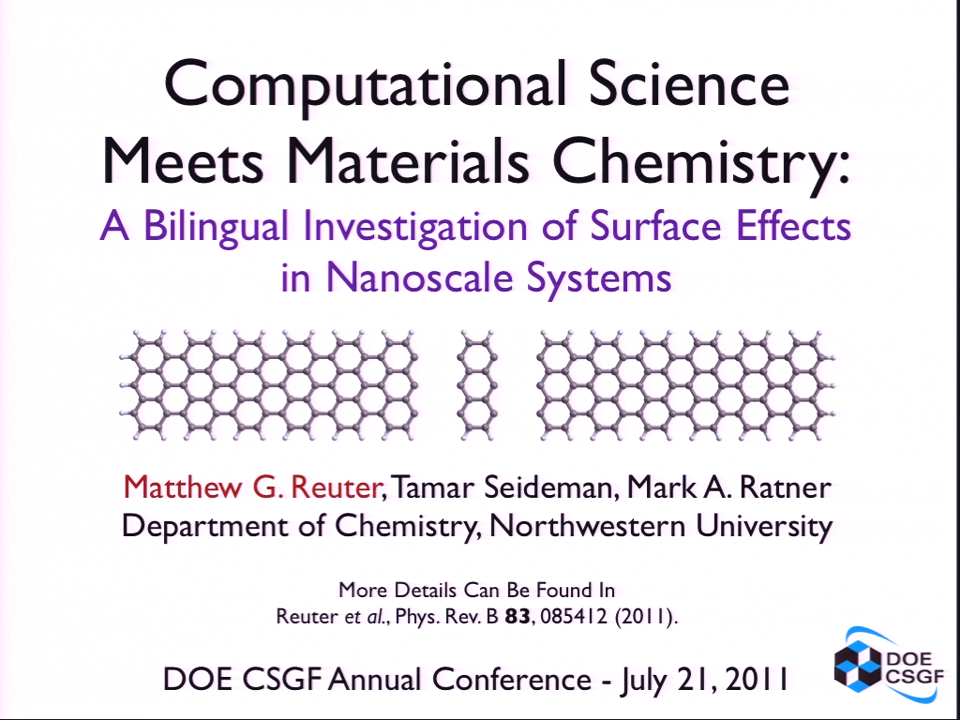 Computational Science
Meets Materials Chemistry:
A Bilingual Investigation of Surface Effects
in Nanoscale Systems
Matthew G. Reuter, Tamar Seideman, Mark A. Ratner
Department of Chemistry, Northwestern University
More Details Can Be Found In
Reuter et al., Phys. Rev. B 83, 085412 (2011).
DOE CSGF Annual Conference - July 21, 2011
DOE
CSGF